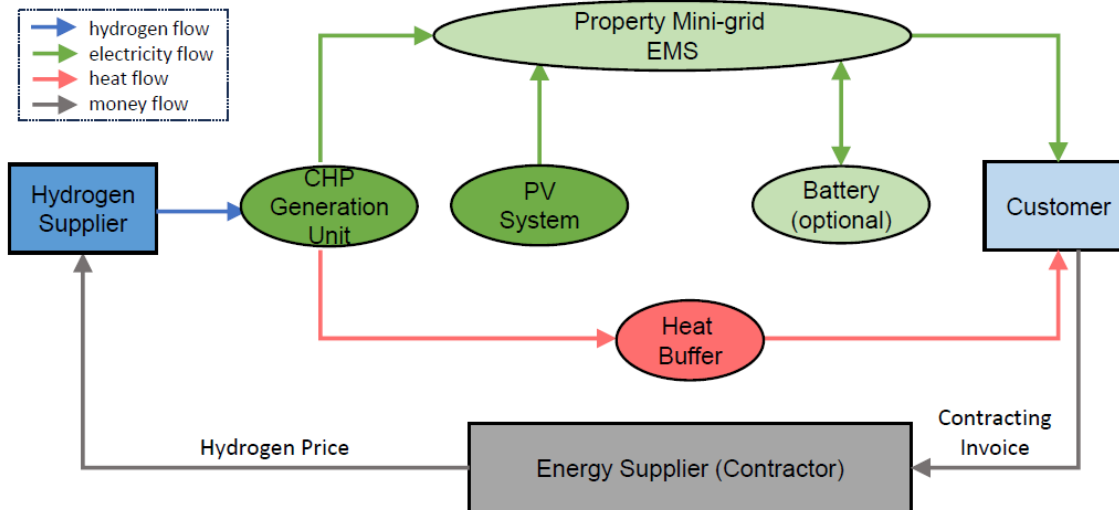 hydrogen flow
electricity flow
heat flow
money flow
Property Mini-grid
EMS
Hydrogen
Supplier
CHP
Generation
Unit
PV
System
Battery
(optional)
Customer
Heat
Buffer
Hydrogen Price
Energy Supplier (Contractor)
Contracting
Invoice